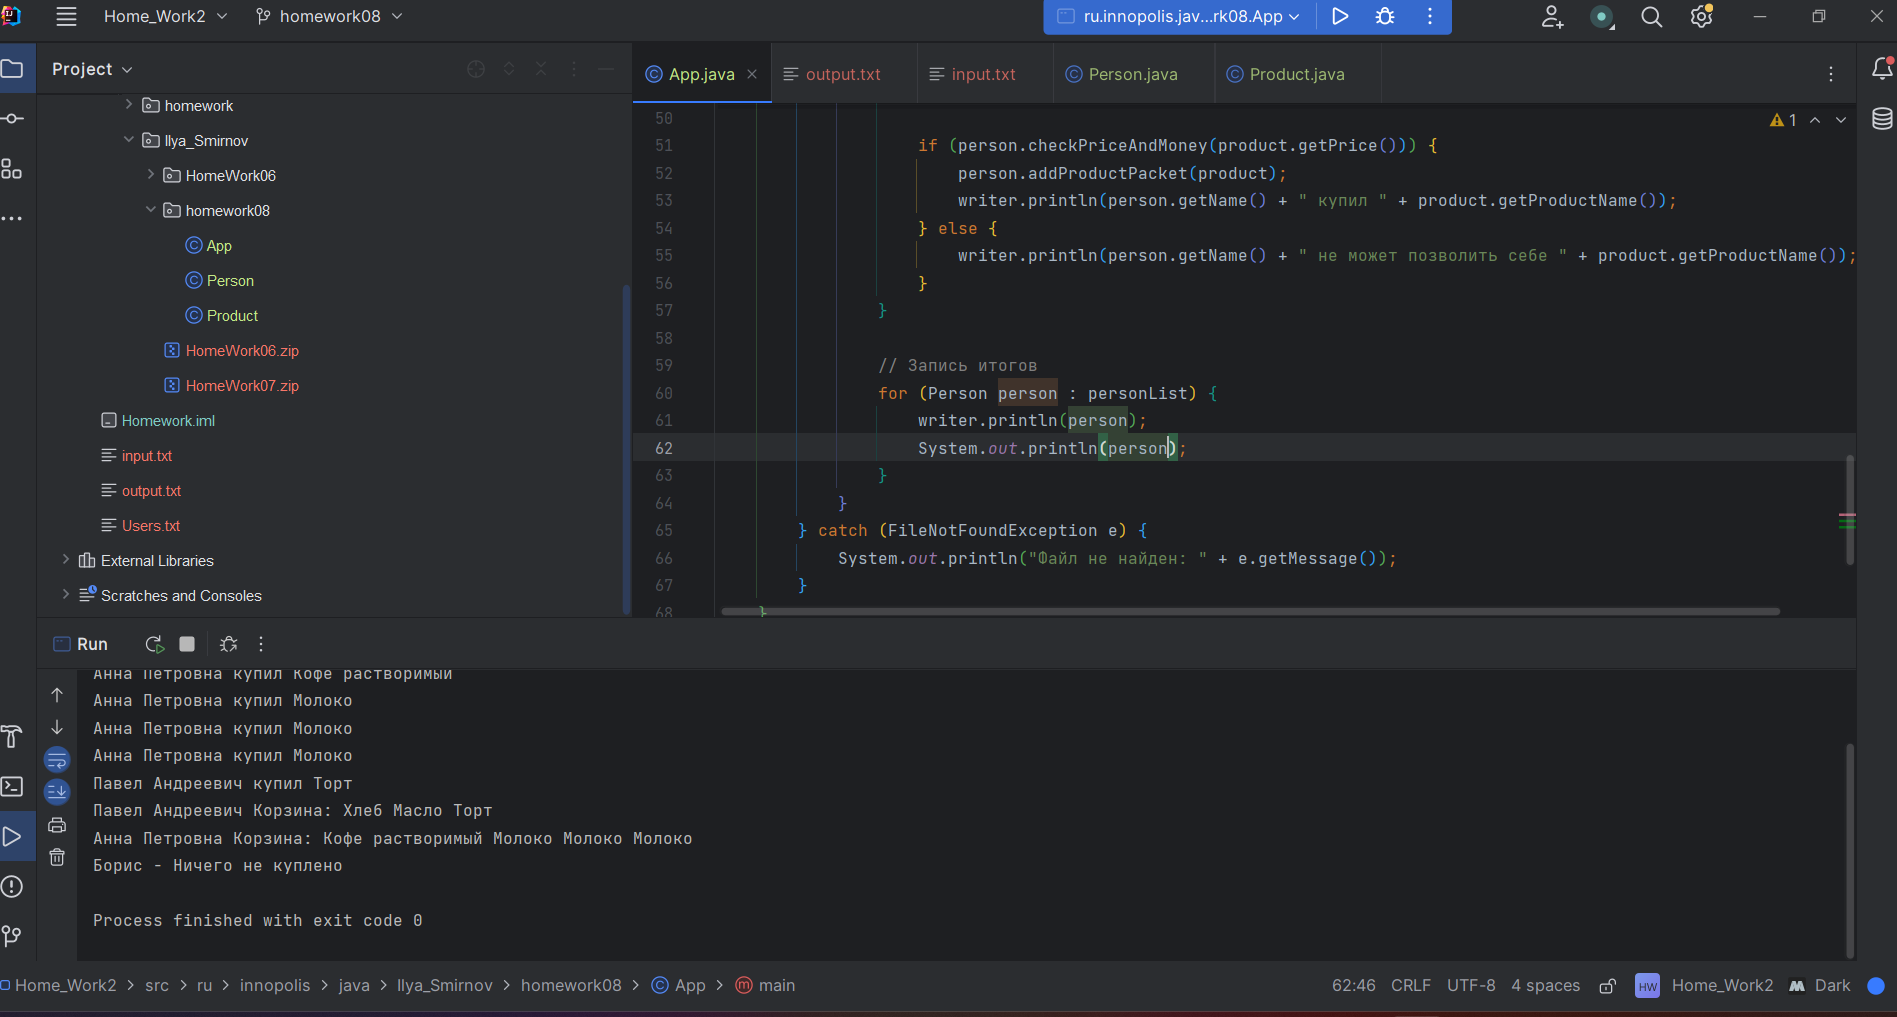 Home_Work2 homework08 ru.innopolis.jav...rk08.App
Project
App.java output.txt input.txt Person.java Product.java
homework
Ilya_Smirnov
HomeWork06
homework08
App
Person
Product
HomeWork06.zip
HomeWork07.zip
Homework.iml
input.txt
output.txt
Users.txt
External Libraries
Scratches and Consoles
1
50
51 if (person.checkPriceAndMoney(product.getPrice())) {
52 person.addProductPacket(product);
53 writer.println(person.getName() + " купил " + product.getProductName());
54 } else {
55 writer.println(person.getName() + " не может позволить себе " + product.getProductName());
56 }
57 }
58
59 // Запись итогов
60 for (Person person : personList) {
61 writer.println(person);
62 System.out.println(person);
63 }
64 }
65 } catch (FileNotFoundException e) {
66 System.out.println("Файл не найден: " + e.getMessage());
67 }
68 }
Run
Анна Петровна купил Кофе растворимый
Анна Петровна купил Молоко
Анна Петровна купил Молоко
Анна Петровна купил Молоко
Павел Андреевич купил Торт
Павел Андреевич Корзина: Хлеб Масло Торт
Анна Петровна Корзина: Кофе растворимый Молоко Молоко Молоко
Борис - Ничего не куплено
Process finished with exit code 0
Home_Work2 > src > ru > innopolis > java > Ilya_Smirnov > homework08 > App > main
62:46 CRLF UTF-8 4 spaces HW Home_Work2 Dark